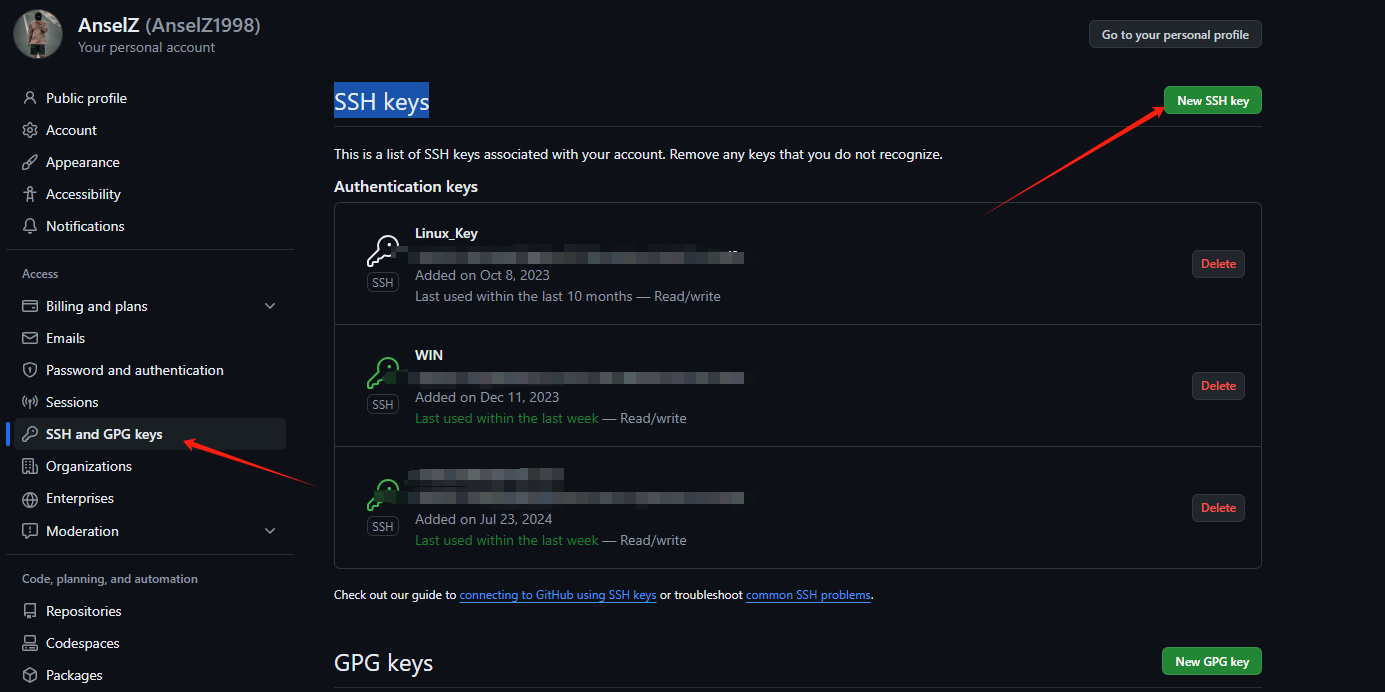 AnselZ (AnselZ1998)
Your personal account
Go to your personal profile
Public profile
Account
Appearance
Accessibility
Notifications
Access
Billing and plans
Emails
Password and authentication
Sessions
SSH and GPG keys
Organizations
Enterprises
Moderation
Code, planning, and automation
Repositories
Codespaces
Packages
SSH keys
New SSH key
This is a list of SSH keys associated with your account. Remove any keys that you do not recognize.
Authentication keys
Linux_Key
SSH
Added on Oct 8, 2023
Last used within the last 10 months — Read/write
Delete
WIN
SSH
Added on Dec 11, 2023
Last used within the last week — Read/write
Delete
SSH
Added on Jul 23, 2024
Last used within the last week — Read/write
Delete
Check out our guide to connecting to GitHub using SSH keys or troubleshoot common SSH problems.
GPG keys
New GPG key